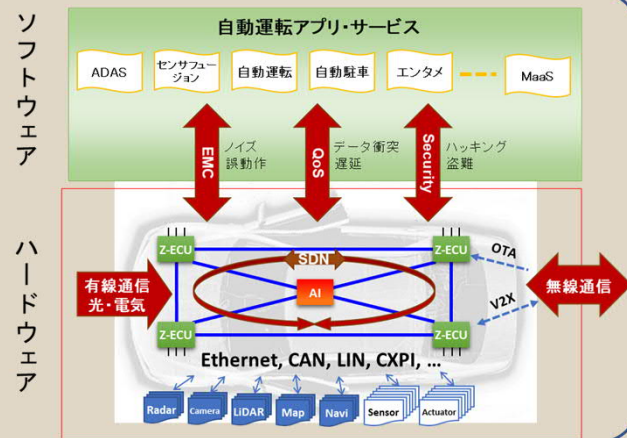 ソフトウェア
自動運転アプリ・サービス
ADAS
センサフュー
ジョン
自動運転
自動駐車
エンタメ
MaaS
EMC
ノイズ
誤動作
QoS
データ衝突
遅延
Security
ハッキング
盗難
ハードウェア
Z-ECU
SDN
Z-ECU
OTA
有線通信
光・電気
AI
無線通信
V2X
Z-ECU
Z-ECU
Ethernet, CAN, LIN, CXPI, ...
Radar
Camera
LiDAR
Map
Navi
Sensor
Actuator